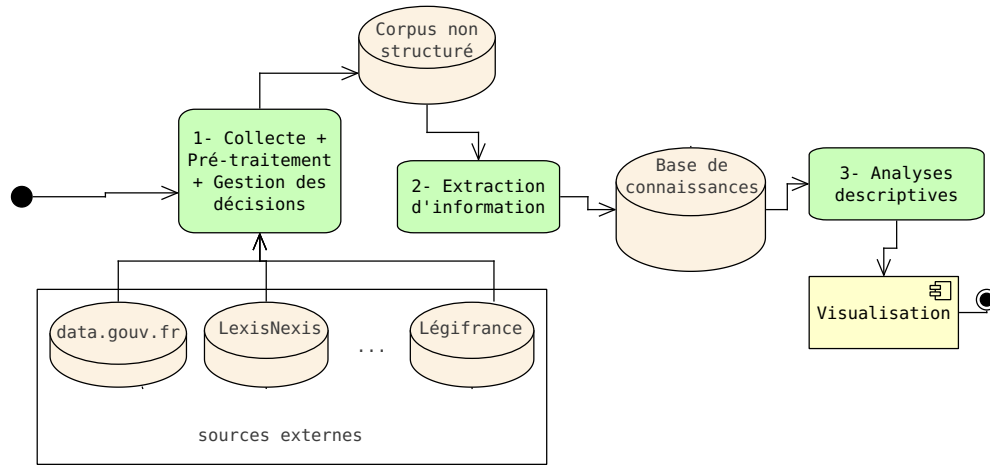 Corpus non
structuré
1- Collecte +
Pré-traitement
+ Gestion des
décisions
2- Extraction
d'information
Base de
connaissances
3- Analyses
descriptives
Visualisation
data.gouv.fr
LexisNexis
...
Légifrance
sources externes